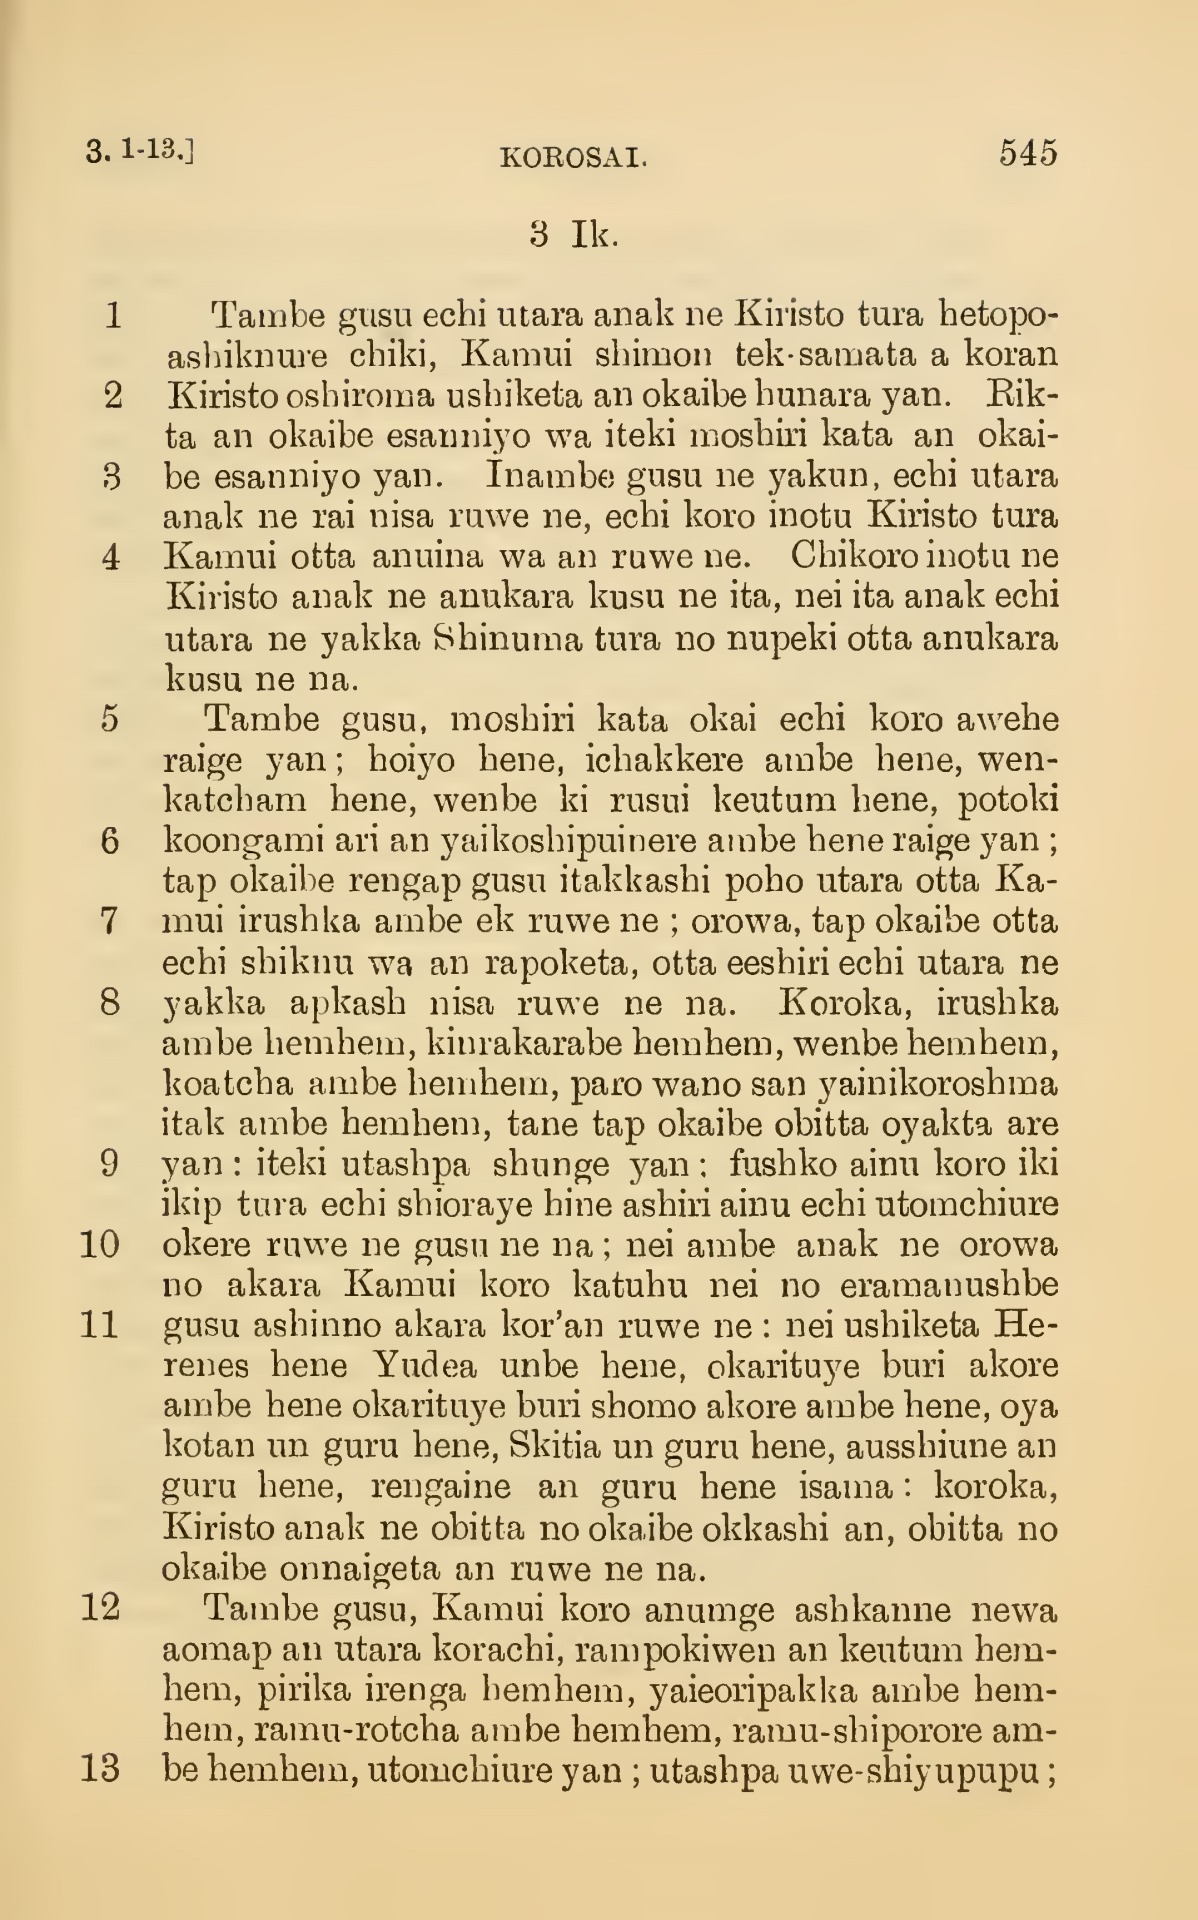 3. 1-13.] KOROSAI. 545
3 Ik.
1 Tambe gusu echi utara anak ne Kiristo tura hetopo-
ashiknure chiki, Kamui shimon tek-samata a koran
2 Kiristo oshiroma ushiketa an okaibe hunara yan. Rik-
ta an okaibe esanniyo wa iteki moshiri kata an okai-
3 be esanniyo yan. Inambe gusu ne yakun, echi utara
anak ne rai nisa ruwe ne, echi koro inotu Kiristo tura
4 Kamui otta anuina wa an ruwe ne. Chikoro inotu ne
Kiristo anak ne anukara kusu ne ita, nei ita anak echi
utara ne yakka Shinuma tura no nupeki otta anukara
kusu ne na.
5 Tambe gusu, moshiri kata okai echi koro awehe
raige yan; hoiyo hene, ichakkere ambe hene, wen-
katcham hene, wenbe ki rusui keutum hene, potoki
6 koongami ari an yaikoshipuinere ambe hene raige yan;
tap okaibe rengap gusu itakkashi poho utara otta Ka-
7 mui irushka ambe ek ruwe ne; orowa, tap okaibe otta
echi shiknu wa an rapoketa, otta eeshiri echi utara ne
8 yakka apkash nisa ruwe ne na. Koroka, irushka
ambe hemhem, kinrakarabe hemhem, wenbe hemhem,
koatcha ambe hemhem, paro wano san yainikoroshma
itak ambe hemhem, tane tap okaibe obitta oyakta are
9 yan: iteki utashpa shunge yan: fushko ainu koro iki
ikip tura echi shioraye hine ashiri ainu echi utomchiure
10 okere ruwe ne gusu ne na; nei ambe anak ne orowa
no akara Kamui koro katuhu nei no eramanushbe
11 gusu ashinno akara kor'an ruwe ne: nei ushiketa He-
renes hene Yudea unbe hene, okarituye buri akore
ambe hene okarituye buri shomo akore ambe hene, oya
kotan un guru hene, Skitia un guru hene, ausshiune an
guru hene, rengaine an guru hene isama: koroka,
Kiristo anak ne obitta no okaibe okkashi an, obitta no
okaibe onnaigeta an ruwe ne na.
12 Tambe gusu, Kamui koro anumge ashkanne newa
aomap an utara korachi, rampokiwen an keutum hem-
hem, pirika irenga hemhem, yaieoripakka ambe hem-
hem, ramu-rotcha ambe hemhem, ramu-shiporore am-
13 be hemhem, utomchiure yan; utashpa uwe-shiyupupu;